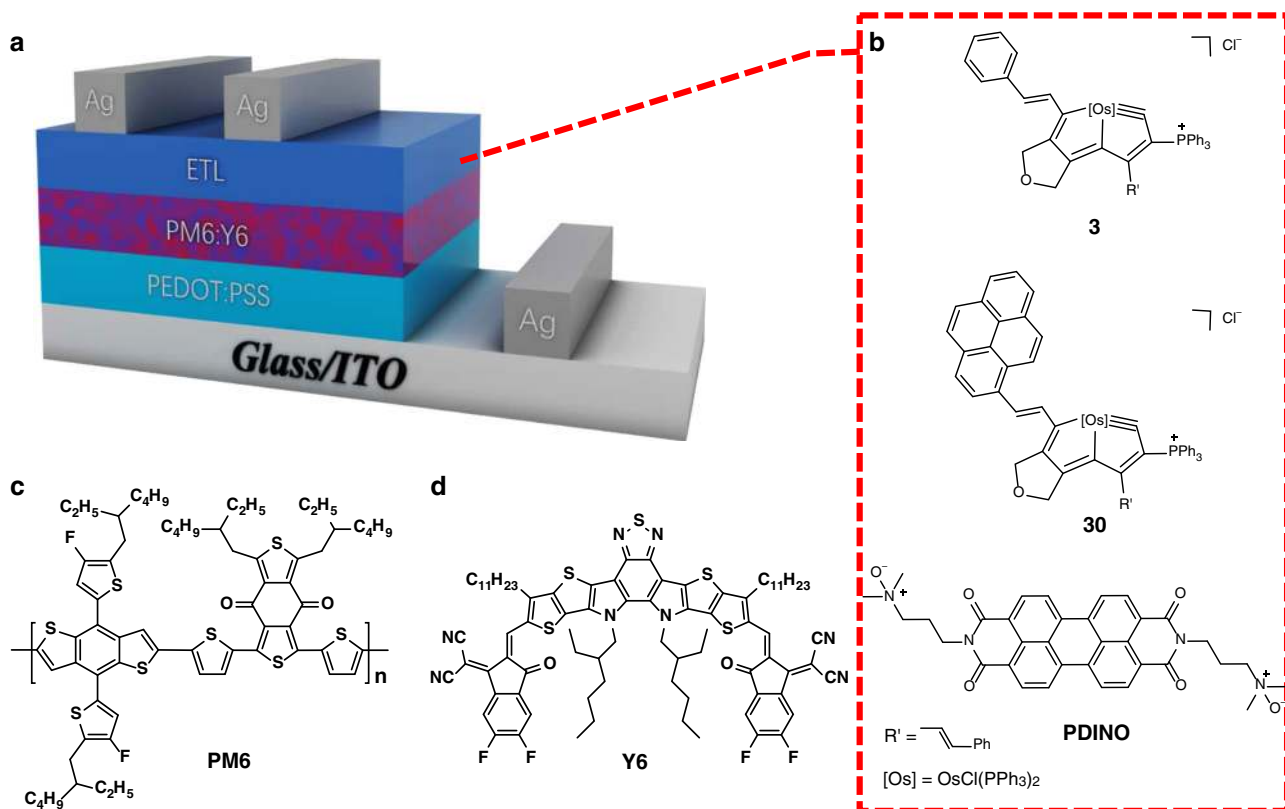 a
Ag
Ag
ETL
PM6:Y6
PEDOT:PSS
Ag
Glass/ITO
b
Cl⁻
[Os]
+
PPh₃
O
R'
3
Cl⁻
[Os]
+
PPh₃
O
R'
30
O⁻
N
+
O
O
N
N
O
O
+
N
O⁻
PDINO
R' =
Ph
[Os] = OsCl(PPh₃)₂
c
C₄H₉
C₂H₅
F
S
C₂H₅
C₂H₅
C₄H₉
C₄H₉
S
O
O
S
S
S
S
S
n
S
F
C₄H₉
C₂H₅
PM6
d
S
N
N
C₁₁H₂₃
S
S
C₁₁H₂₃
S
N
N
S
NC
NC
O
O
CN
CN
F
F
F
F
Y6